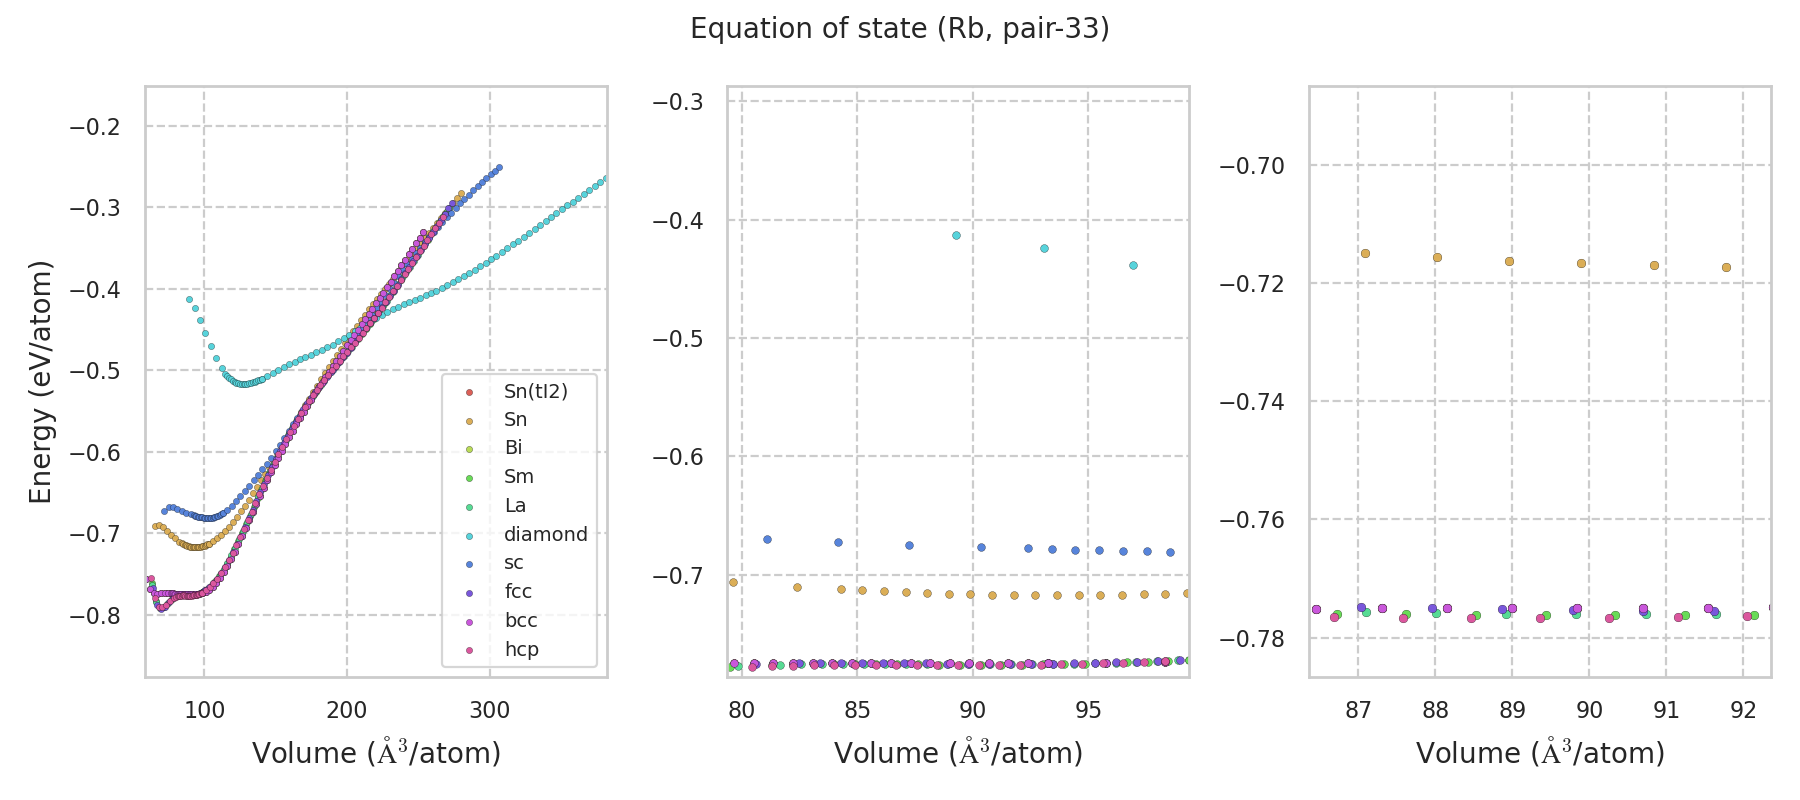 Equation of state (Rb, pair-33)
Energy (eV/atom)
−0.2
−0.3
−0.4
−0.5
−0.6
−0.7
−0.8
100 200 300
Volume (Å³/atom)
Sn(tI2)
Sn
Bi
Sm
La
diamond
sc
fcc
bcc
hcp
−0.3
−0.4
−0.5
−0.6
−0.7
80 85 90 95
Volume (Å³/atom)
−0.70
−0.72
−0.74
−0.76
−0.78
87 88 89 90 91 92
Volume (Å³/atom)